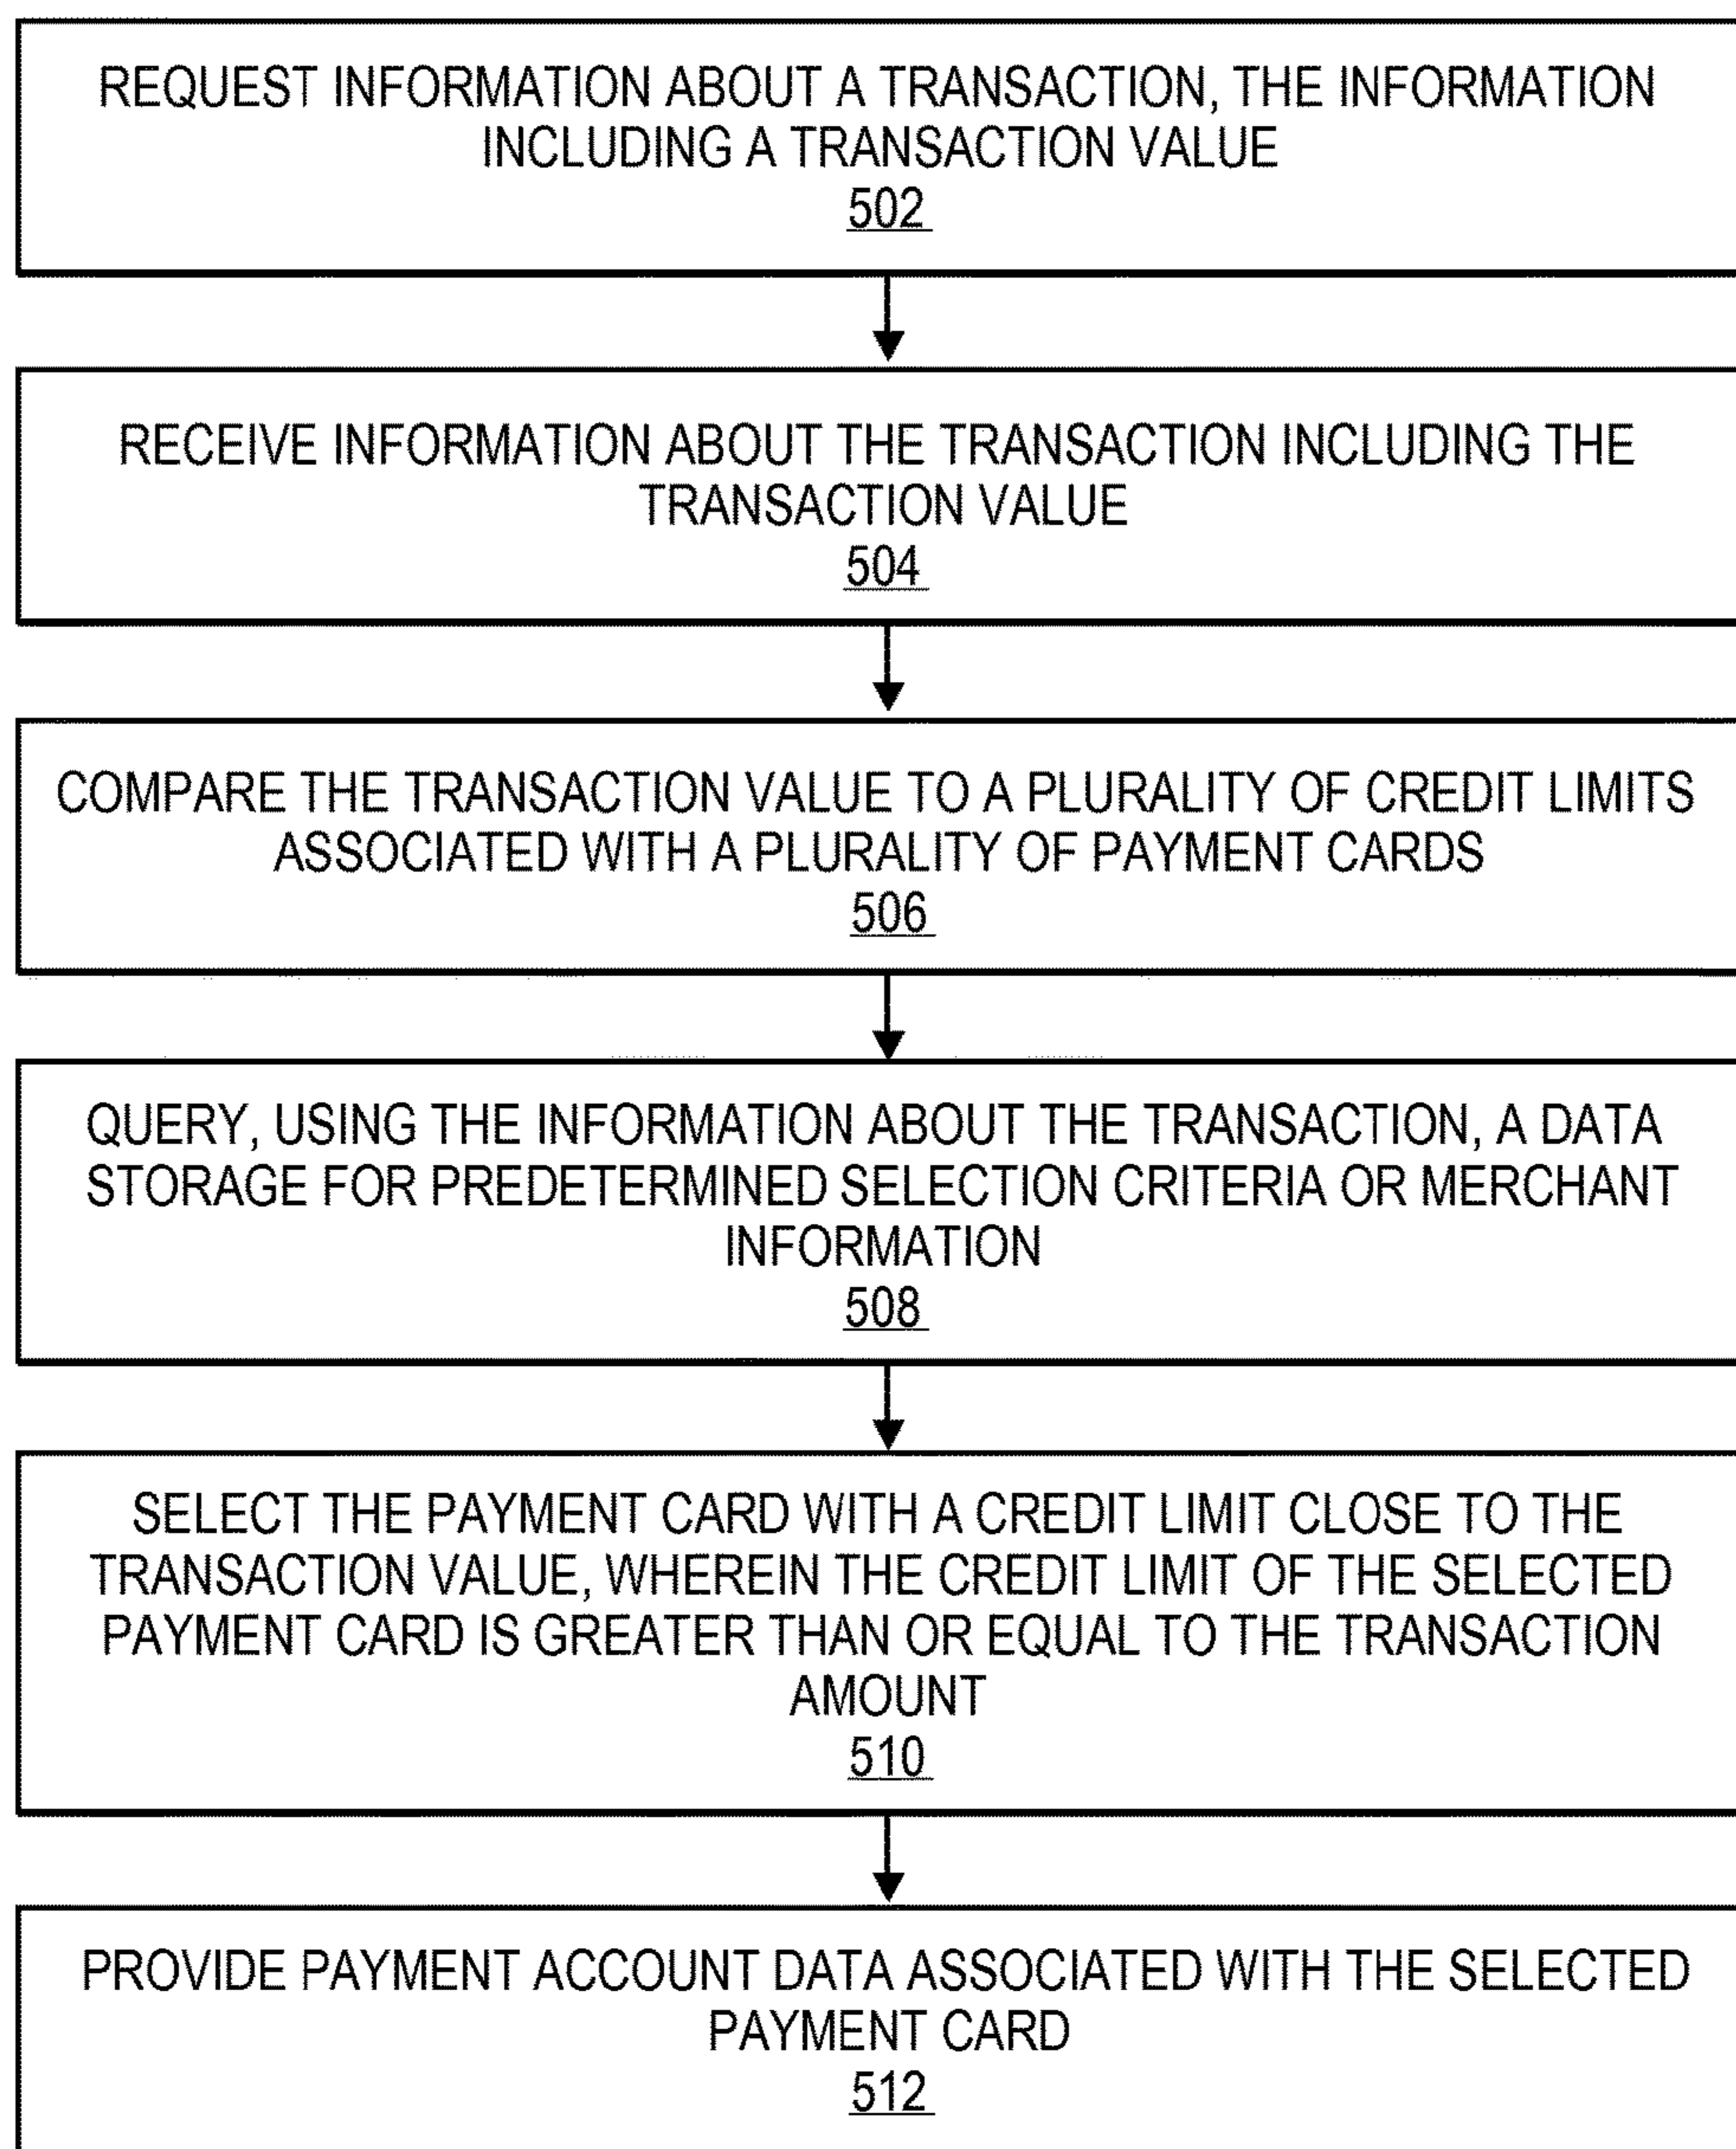 REQUEST INFORMATION ABOUT A TRANSACTION, THE INFORMATION
INCLUDING A TRANSACTION VALUE
502
RECEIVE INFORMATION ABOUT THE TRANSACTION INCLUDING THE
TRANSACTION VALUE
504
COMPARE THE TRANSACTION VALUE TO A PLURALITY OF CREDIT LIMITS
ASSOCIATED WITH A PLURALITY OF PAYMENT CARDS
506
QUERY, USING THE INFORMATION ABOUT THE TRANSACTION, A DATA
STORAGE FOR PREDETERMINED SELECTION CRITERIA OR MERCHANT
INFORMATION
508
SELECT THE PAYMENT CARD WITH A CREDIT LIMIT CLOSE TO THE
TRANSACTION VALUE, WHEREIN THE CREDIT LIMIT OF THE SELECTED
PAYMENT CARD IS GREATER THAN OR EQUAL TO THE TRANSACTION
AMOUNT
510
PROVIDE PAYMENT ACCOUNT DATA ASSOCIATED WITH THE SELECTED
PAYMENT CARD
512